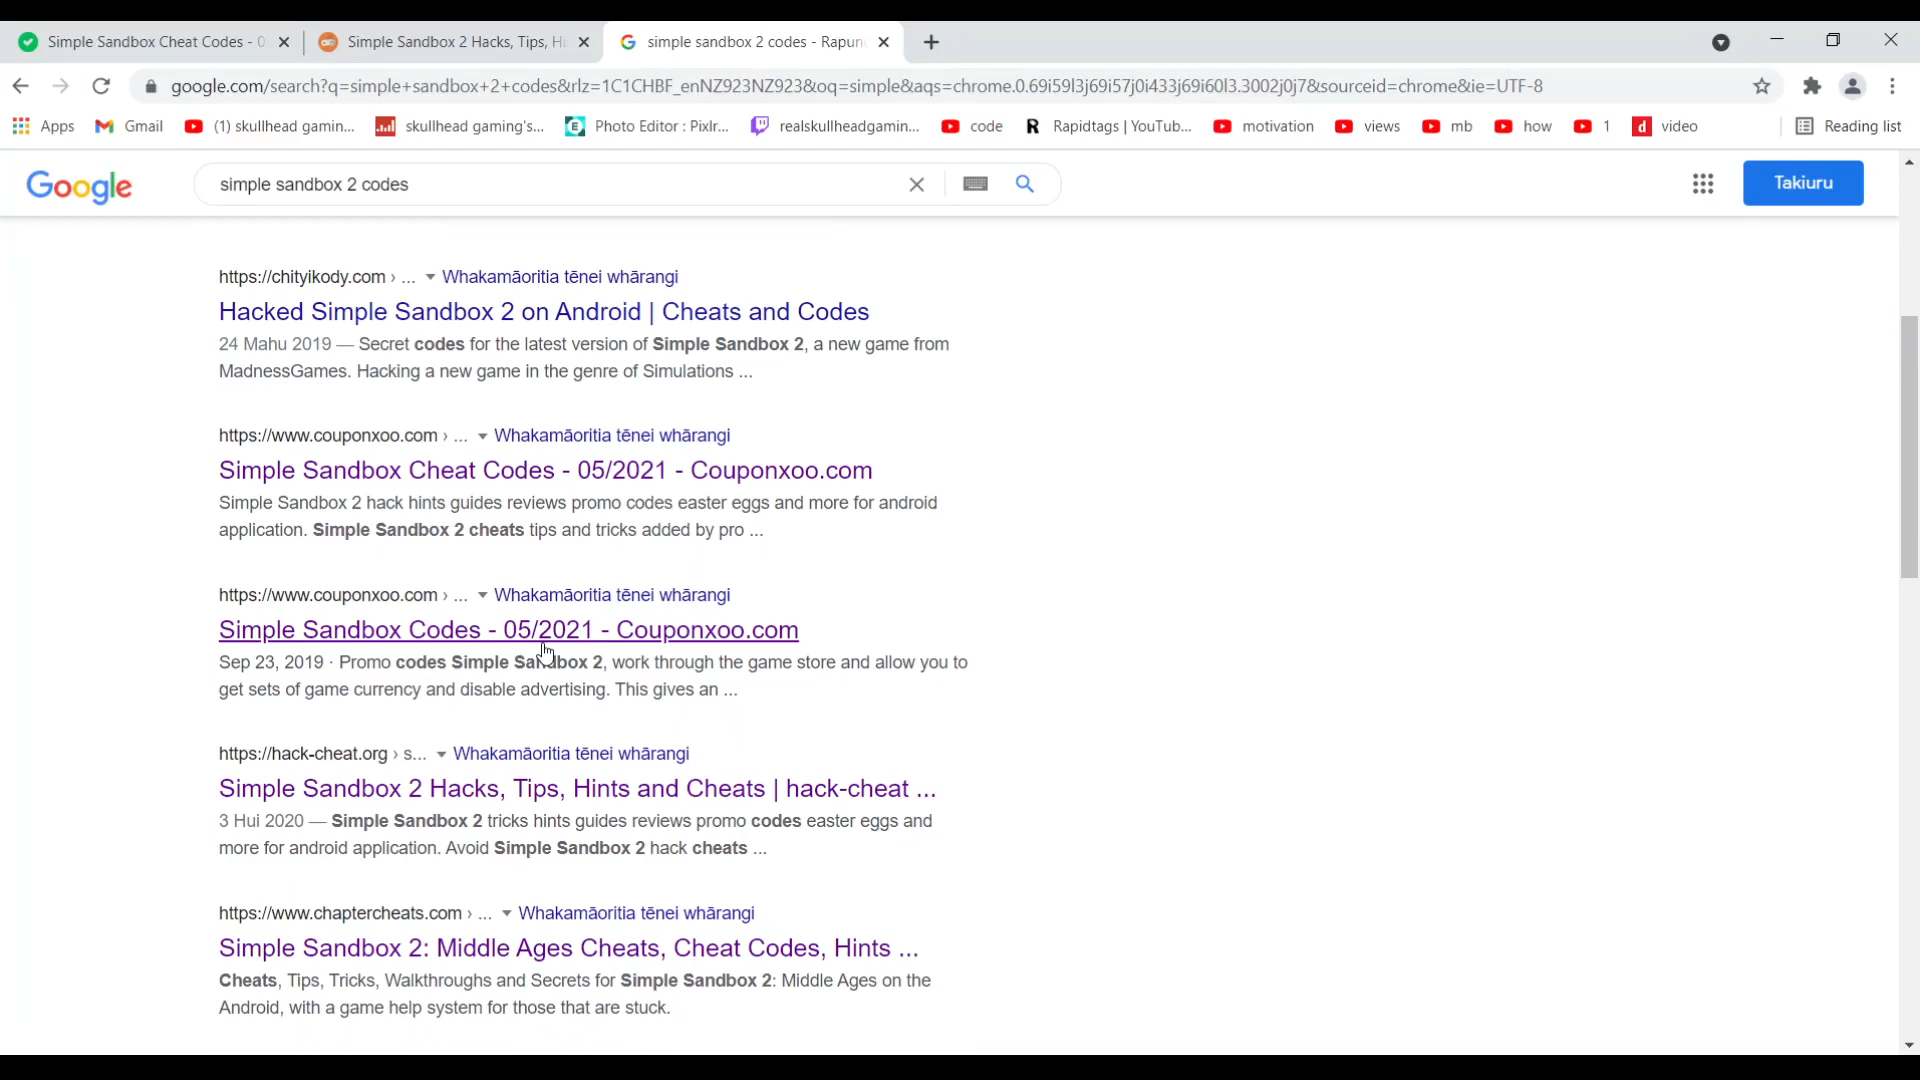 Simple Sandbox Cheat Codes - 0
Simple Sandbox 2 Hacks, Tips, Hi
simple sandbox 2 codes - Rapun
google.com/search?q=simple+sandbox+2+codes&rlz=1C1CHBF_enNZ923NZ923&oq=simple&aqs=chrome.0.69i59l3j69i57j0i433j69i60l3.3002j0j7&sourceid=chrome&ie=UTF-8
Apps Gmail (1) skullhead gamin... skullhead gaming's... Photo Editor : Pixlr... realskullheadgamin... code Rapidtags | YouTub... motivation views mb how 1 video Reading list
Google simple sandbox 2 codes Takiuru
https://chityikody.com › ... Whakamāoritia tēnei whārangi
Hacked Simple Sandbox 2 on Android | Cheats and Codes
24 Mahu 2019 — Secret codes for the latest version of Simple Sandbox 2, a new game from
MadnessGames. Hacking a new game in the genre of Simulations ...
https://www.couponxoo.com › ... Whakamāoritia tēnei whārangi
Simple Sandbox Cheat Codes - 05/2021 - Couponxoo.com
Simple Sandbox 2 hack hints guides reviews promo codes easter eggs and more for android
application. Simple Sandbox 2 cheats tips and tricks added by pro ...
https://www.couponxoo.com › ... Whakamāoritia tēnei whārangi
Simple Sandbox Codes - 05/2021 - Couponxoo.com
Sep 23, 2019 · Promo codes Simple Sandbox 2, work through the game store and allow you to
get sets of game currency and disable advertising. This gives an ...
https://hack-cheat.org › s... Whakamāoritia tēnei whārangi
Simple Sandbox 2 Hacks, Tips, Hints and Cheats | hack-cheat ...
3 Hui 2020 — Simple Sandbox 2 tricks hints guides reviews promo codes easter eggs and
more for android application. Avoid Simple Sandbox 2 hack cheats ...
https://www.chaptercheats.com › ... Whakamāoritia tēnei whārangi
Simple Sandbox 2: Middle Ages Cheats, Cheat Codes, Hints ...
Cheats, Tips, Tricks, Walkthroughs and Secrets for Simple Sandbox 2: Middle Ages on the
Android, with a game help system for those that are stuck.